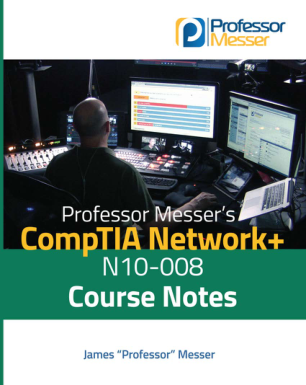 Professor
Messer
Professor Messer's
CompTIA Network+
N10-008
Course Notes
James “Professor” Messer